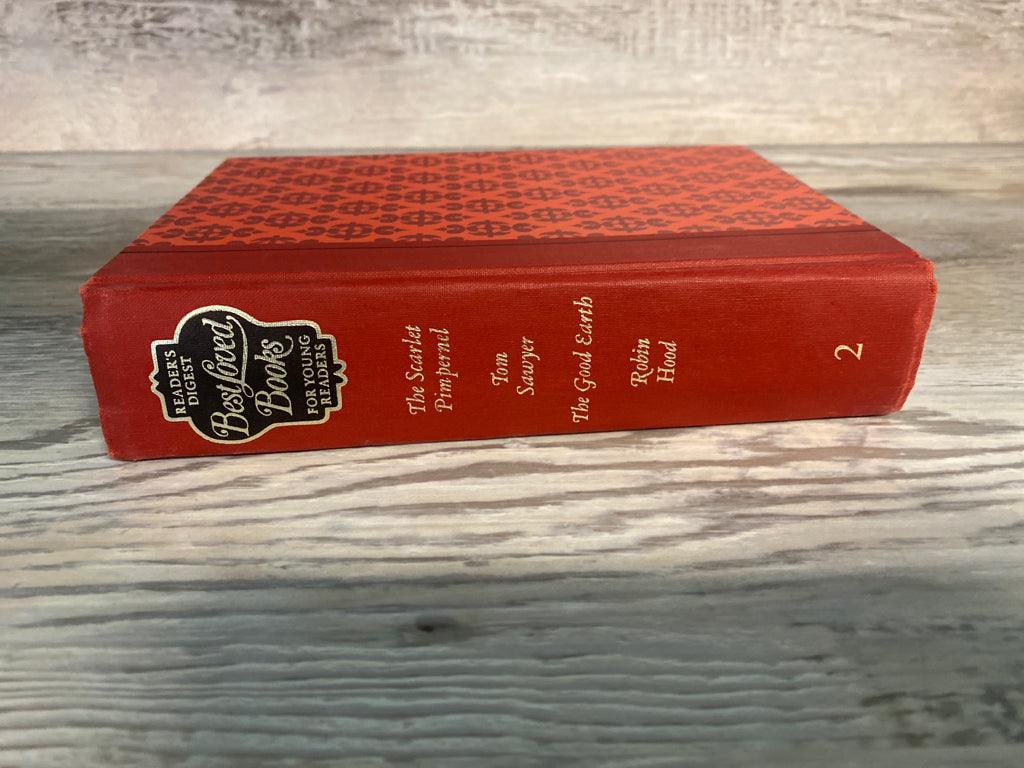 READER'S
DIGEST
Best Loved
Books
FOR YOUNG
READERS
The Scarlet
Pimpernel
Tom
Sawyer
The Good Earth
Robin
Hood
2